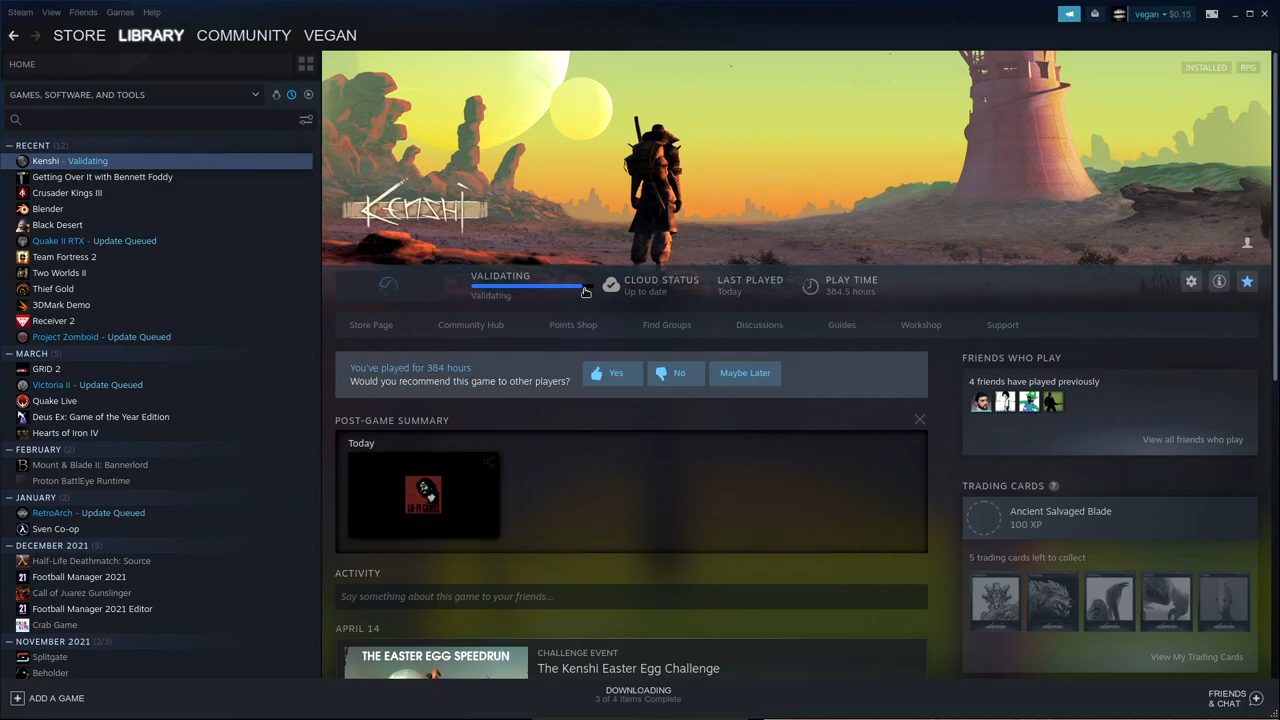 Steam View Friends Games Help
vegan $0.15
STORE LIBRARY COMMUNITY VEGAN
HOME
GAMES, SOFTWARE, AND TOOLS
INSTALLED RPG
KENSHI
RECENT (12)
Kenshi - Validating
Getting Over It with Bennett Foddy
Crusader Kings III
Blender
Black Desert
Quake II RTX - Update Queued
Team Fortress 2
Two Worlds II
Thief Gold
3DMark Demo
Receiver 2
Project Zomboid - Update Queued
MARCH (5)
GRID 2
Victoria II - Update Queued
Quake Live
Deus Ex: Game of the Year Edition
Hearts of Iron IV
FEBRUARY (2)
Mount & Blade II: Bannerlord
Proton BattlEye Runtime
JANUARY (2)
RetroArch - Update Queued
Sven Co-op
DECEMBER 2021 (5)
Half-Life Deathmatch: Source
21 Football Manager 2021
Call of Juarez Gunslinger
21 Football Manager 2021 Editor
Crab Game
NOVEMBER 2021 (2/3)
Splitgate
Beholder
ADD A GAME
VALIDATING
Validating
CLOUD STATUS
Up to date
LAST PLAYED
Today
PLAY TIME
384.5 hours
Store Page Community Hub Points Shop Find Groups Discussions Guides Workshop Support
You've played for 384 hours
Would you recommend this game to other players?
Yes No Maybe Later
POST-GAME SUMMARY
Today
LO-FI GAMES
ACTIVITY
Say something about this game to your friends...
APRIL 14
THE EASTER EGG SPEEDRUN
CHALLENGE EVENT
The Kenshi Easter Egg Challenge
FRIENDS WHO PLAY
4 friends have played previously
View all friends who play
TRADING CARDS ?
Ancient Salvaged Blade
100 XP
5 trading cards left to collect
View My Trading Cards
DOWNLOADING
3 of 4 Items Complete
FRIENDS
& CHAT